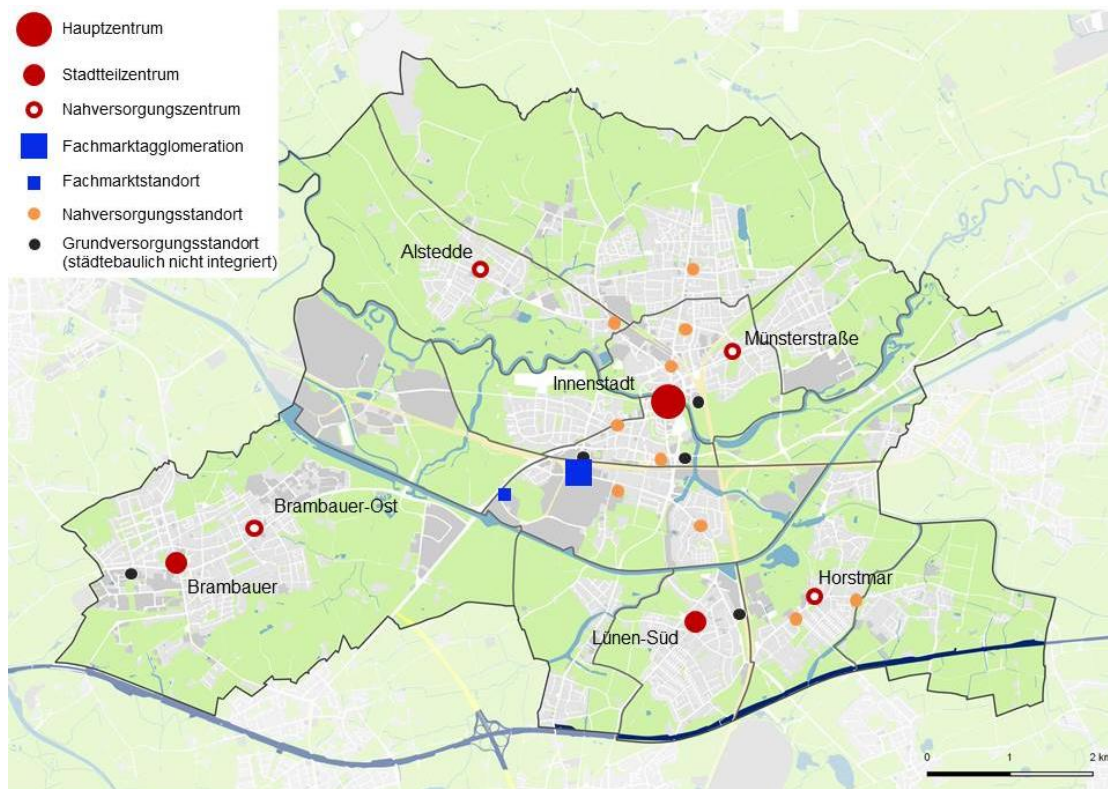 Hauptzentrum
Stadtteilzentrum
Nahversorgungszentrum
Fachmarktagglomeration
Fachmarktstandort
Nahversorgungsstandort
Grundversorgungsstandort
(städtebaulich nicht integriert)
Alstedde
Münsterstraße
Innenstadt
Brambauer-Ost
Brambauer
Horstmar
Lünen-Süd
0 1 2 km